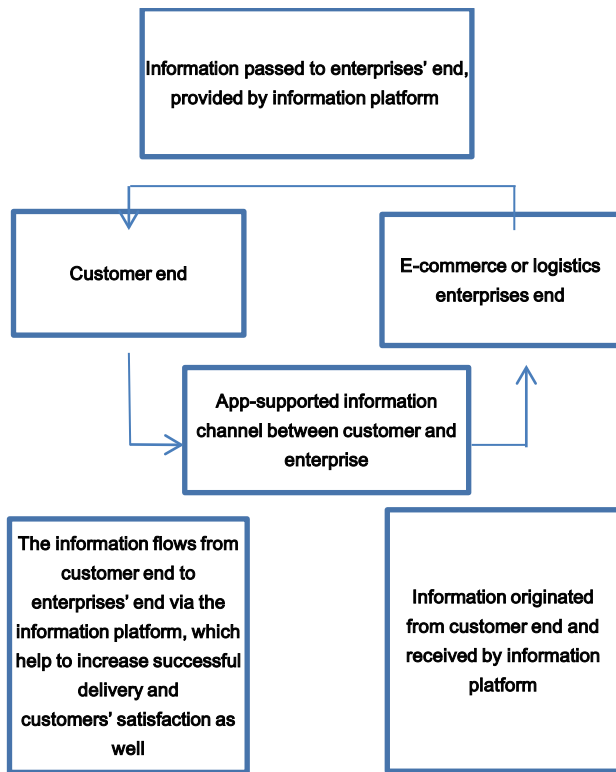 Information passed to enterprises’ end,
provided by information platform
Customer end
E-commerce or logistics
enterprises end
App-supported information
channel between customer and
enterprise
The information flows from
customer end to
enterprises’ end via the
information platform, which
help to increase successful
delivery and
customers’ satisfaction as
well
Information originated
from customer end and
received by information
platform